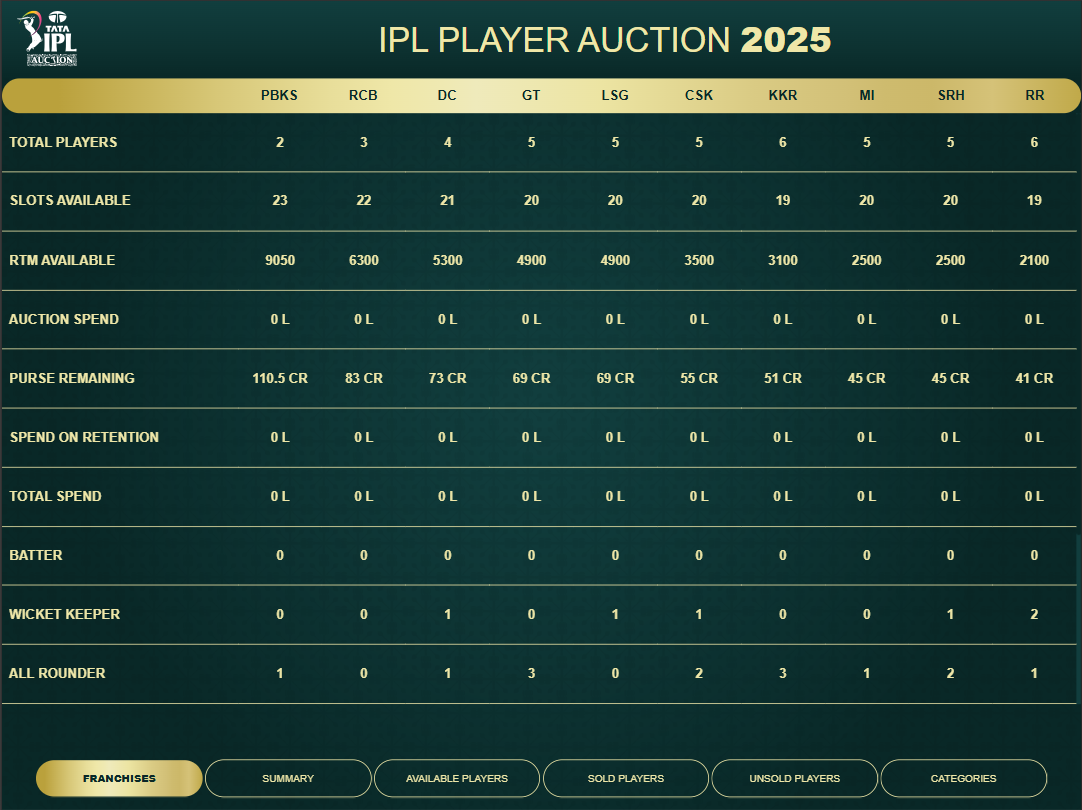 TATA
IPL
AUCTION
IPL PLAYER AUCTION 2025
PBKS RCB DC GT LSG CSK KKR MI SRH RR
TOTAL PLAYERS 2 3 4 5 5 5 6 5 5 6
SLOTS AVAILABLE 23 22 21 20 20 20 19 20 20 19
RTM AVAILABLE 9050 6300 5300 4900 4900 3500 3100 2500 2500 2100
AUCTION SPEND 0 L 0 L 0 L 0 L 0 L 0 L 0 L 0 L 0 L 0 L
PURSE REMAINING 110.5 CR 83 CR 73 CR 69 CR 69 CR 55 CR 51 CR 45 CR 45 CR 41 CR
SPEND ON RETENTION 0 L 0 L 0 L 0 L 0 L 0 L 0 L 0 L 0 L 0 L
TOTAL SPEND 0 L 0 L 0 L 0 L 0 L 0 L 0 L 0 L 0 L 0 L
BATTER 0 0 0 0 0 0 0 0 0 0
WICKET KEEPER 0 0 1 0 1 1 0 0 1 2
ALL ROUNDER 1 0 1 3 0 2 3 1 2 1
FRANCHISES SUMMARY AVAILABLE PLAYERS SOLD PLAYERS UNSOLD PLAYERS CATEGORIES